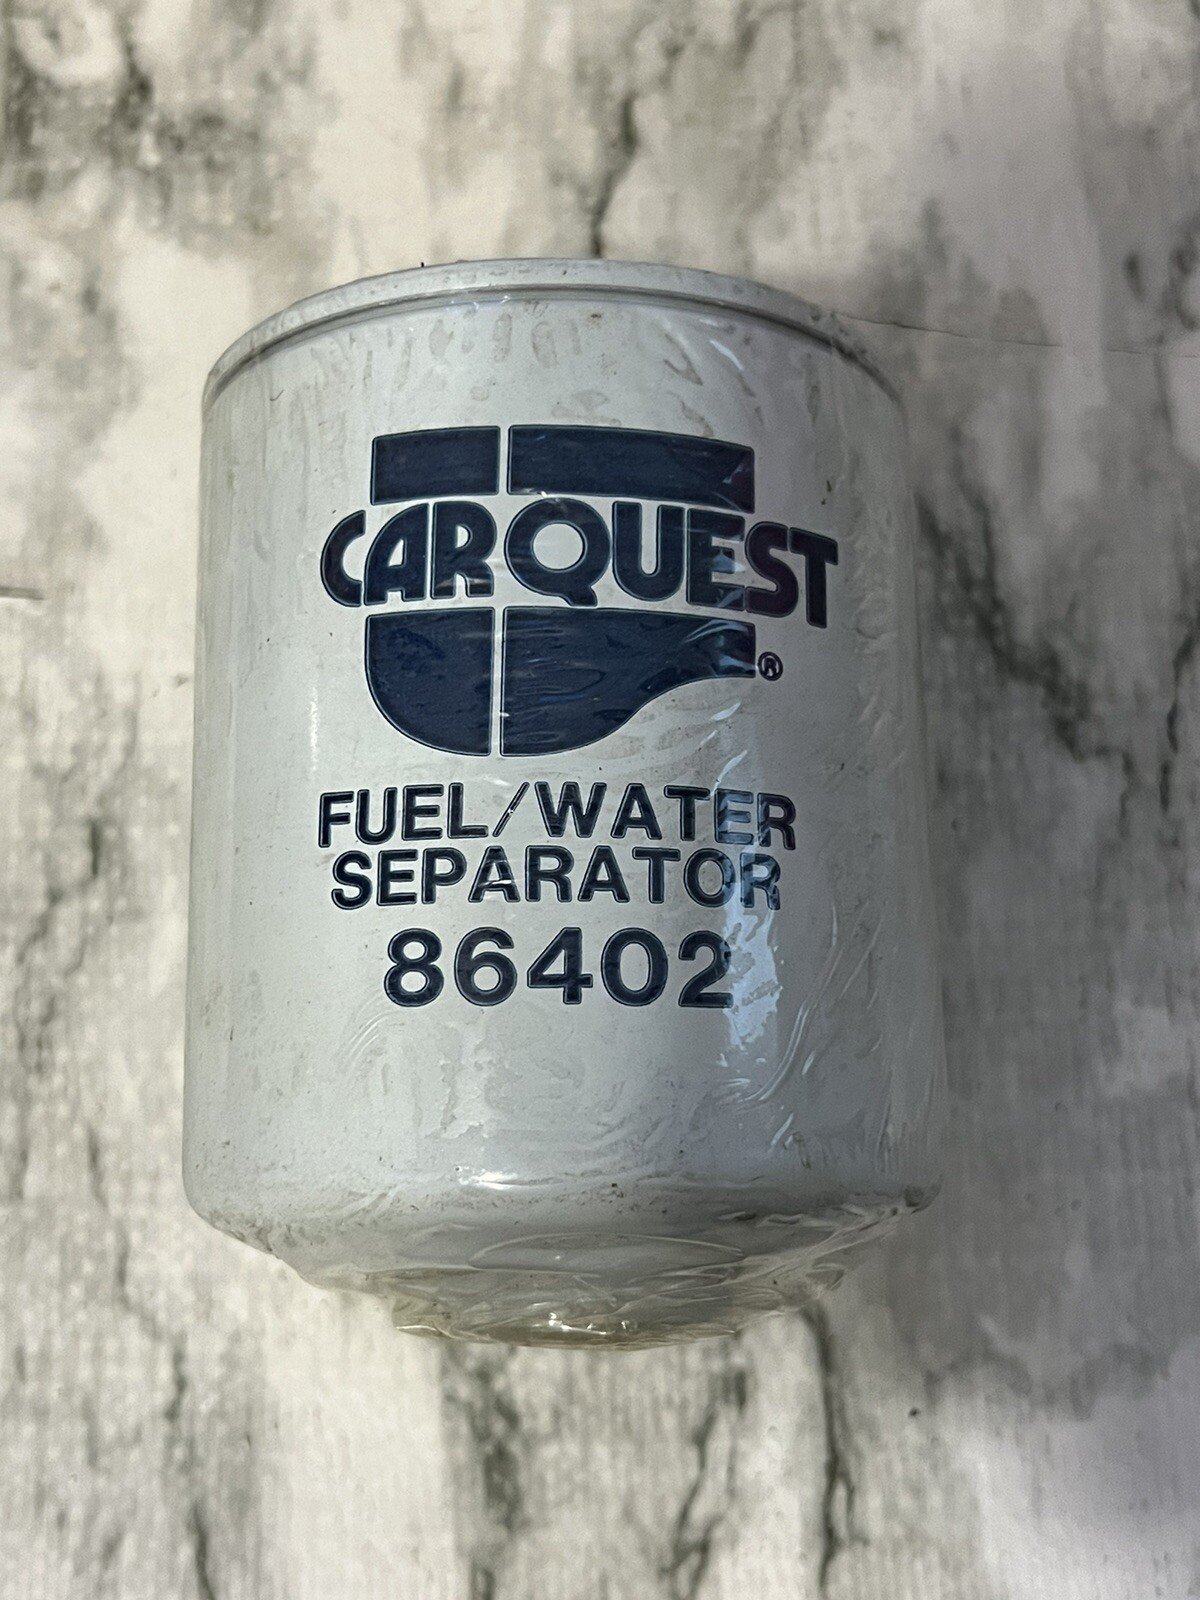 CARQUEST
®
FUEL/WATER
SEPARATOR
86402